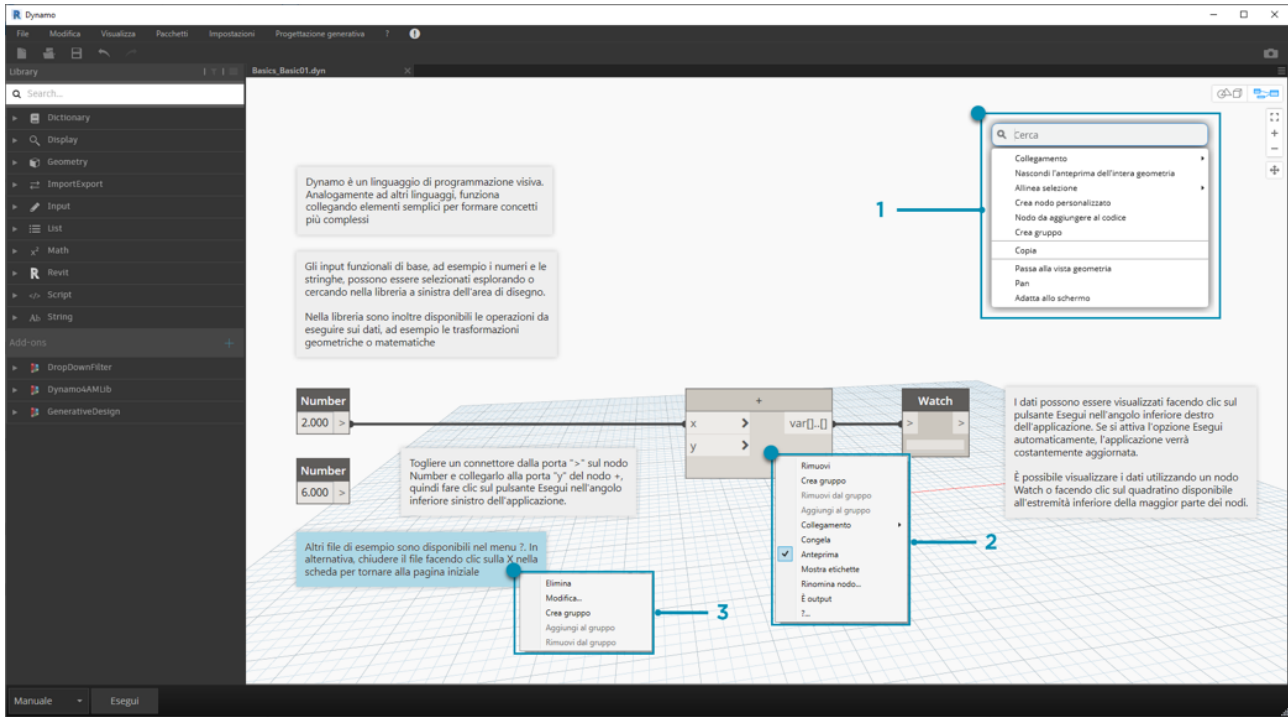 Dynamo
File Modifica Visualizza Pacchetti Impostazioni Progettazione generativa ?
Library
Basics_Basic01.dyn
Search...
Dictionary
Display
Geometry
ImportExport
Input
List
Math
Revit
Script
String
Add-ons
DropDownFilter
Dynamo4AMLib
GenerativeDesign
Dynamo è un linguaggio di programmazione visiva.
Analogamente ad altri linguaggi, funziona
collegando elementi semplici per formare concetti
più complessi
Gli input funzionali di base, ad esempio i numeri e le
stringhe, possono essere selezionati esplorando o
cercando nella libreria a sinistra dell'area di disegno.
Nella libreria sono inoltre disponibili le operazioni da
eseguire sui dati, ad esempio le trasformazioni
geometriche o matematiche
1
Cerca
Collegamento
Nascondi l'anteprima dell'intera geometria
Allinea selezione
Crea nodo personalizzato
Nodo da aggiungere al codice
Crea gruppo
Copia
Passa alla vista geometria
Pan
Adatta allo schermo
Number
2.000 >
Number
6.000 >
+
x > var[]..[]
y >
Watch
> >
Togliere un connettore dalla porta ">" sul nodo
Number e collegarlo alla porta "y" del nodo +,
quindi fare clic sul pulsante Esegui nell'angolo
inferiore sinistro dell'applicazione.
I dati possono essere visualizzati facendo clic sul
pulsante Esegui nell'angolo inferiore destro
dell'applicazione. Se si attiva l'opzione Esegui
automaticamente, l'applicazione verrà
costantemente aggiornata.
È possibile visualizzare i dati utilizzando un nodo
Watch o facendo clic sul quadratino disponibile
all'estremità inferiore della maggior parte dei nodi.
Altri file di esempio sono disponibili nel menu ?. In
alternativa, chiudere il file facendo clic sulla X nella
scheda per tornare alla pagina iniziale
Rimuovi
Crea gruppo
Rimuovi dal gruppo
Aggiungi al gruppo
Collegamento
Congela
Anteprima
Mostra etichette
Rinomina nodo...
È output
?...
2
Elimina
Modifica...
Crea gruppo
Aggiungi al gruppo
Rimuovi dal gruppo
3
Manuale
Esegui